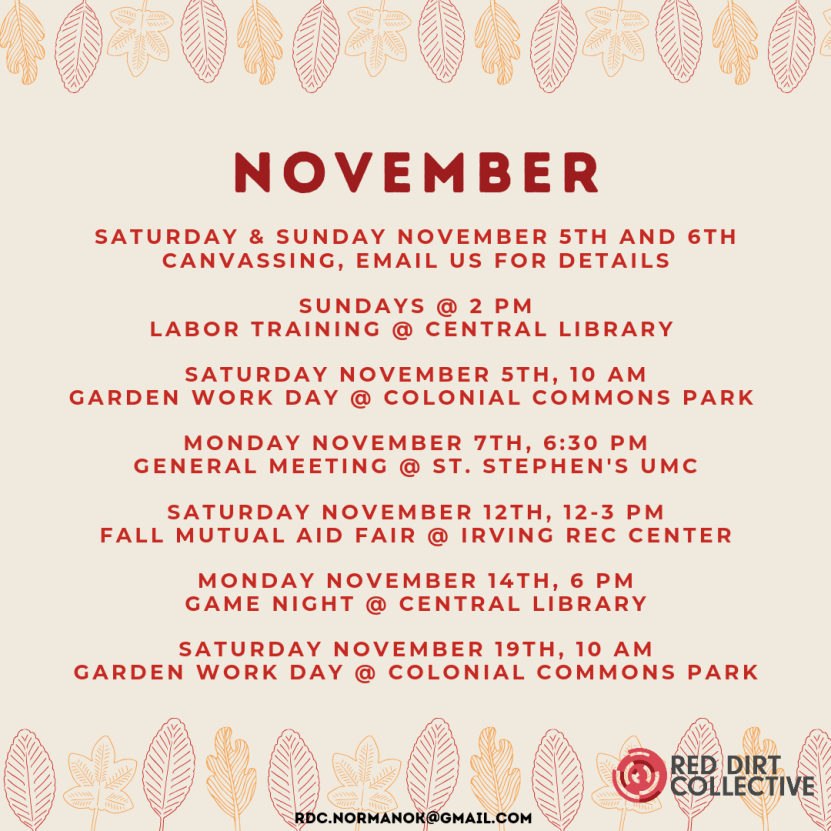 NOVEMBER
SATURDAY & SUNDAY NOVEMBER 5TH AND 6TH
CANVASSING, EMAIL US FOR DETAILS
SUNDAYS @ 2 PM
LABOR TRAINING @ CENTRAL LIBRARY
SATURDAY NOVEMBER 5TH, 10 AM
GARDEN WORK DAY @ COLONIAL COMMONS PARK
MONDAY NOVEMBER 7TH, 6:30 PM
GENERAL MEETING @ ST. STEPHEN'S UMC
SATURDAY NOVEMBER 12TH, 12-3 PM
FALL MUTUAL AID FAIR @ IRVING REC CENTER
MONDAY NOVEMBER 14TH, 6 PM
GAME NIGHT @ CENTRAL LIBRARY
SATURDAY NOVEMBER 19TH, 10 AM
GARDEN WORK DAY @ COLONIAL COMMONS PARK
RED DIRT
COLLECTIVE
RDC.NORMANOK@GMAIL.COM